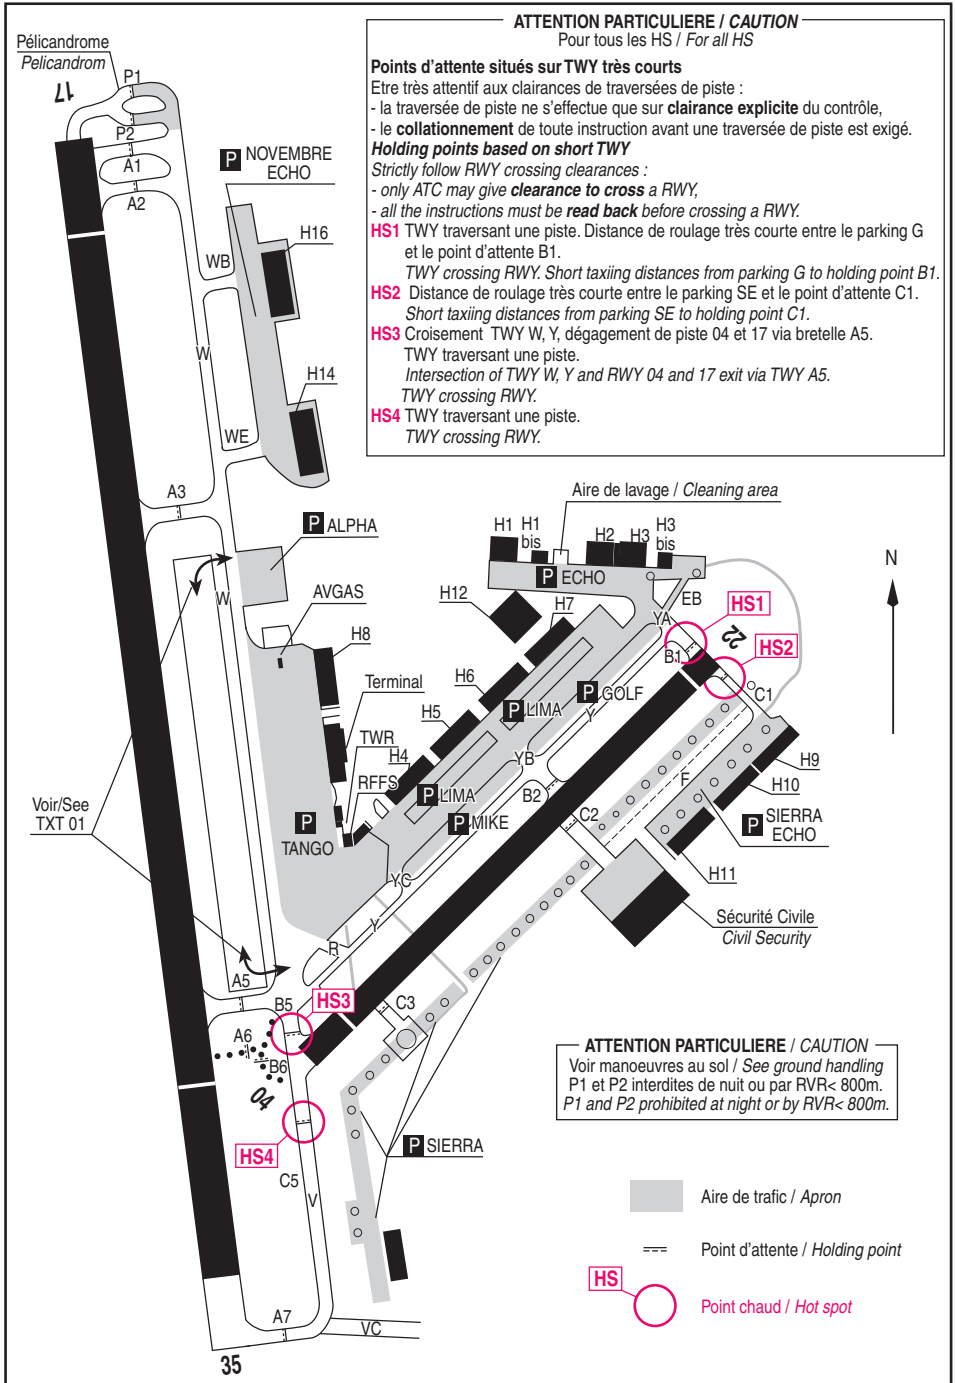 ATTENTION PARTICULIERE / CAUTION
Pour tous les HS / For all HS
Points d'attente situés sur TWY très courts
Etre très attentif aux clairances de traversées de piste :
- la traversée de piste ne s'effectue que sur clairance explicite du contrôle,
- le collationnement de toute instruction avant une traversée de piste est exigé.
Holding points based on short TWY
Strictly follow RWY crossing clearances :
- only ATC may give clearance to cross a RWY,
- all the instructions must be read back before crossing a RWY.
HS1 TWY traversant une piste. Distance de roulage très courte entre le parking G
et le point d'attente B1.
TWY crossing RWY. Short taxiing distances from parking G to holding point B1.
HS2 Distance de roulage très courte entre le parking SE et le point d'attente C1.
Short taxiing distances from parking SE to holding point C1.
HS3 Croisement TWY W, Y, dégagement de piste 04 et 17 via bretelle A5.
TWY traversant une piste.
Intersection of TWY W, Y and RWY 04 and 17 exit via TWY A5.
TWY crossing RWY.
HS4 TWY traversant une piste.
TWY crossing RWY.
Pélicandrome
Pelicandrom
P1
17
P2
A1
A2
P NOVEMBRE
ECHO
H16
WB
W
H14
WE
A3
P ALPHA
W
AVGAS
H8
Terminal
TWR
H4
RFFS
P
TANGO
Voir/See
TXT 01
Aire de lavage / Cleaning area
H1
H1
bis
H2
H3
H3
bis
P ECHO
H12
H7
EB
YA
HS1
22
HS2
B1
C1
H6
P GOLF
P LIMA
Y
H5
YB
P LIMA
B2
P MIKE
C2
F
H9
H10
P SIERRA
ECHO
H11
YC
Y
R
Sécurité Civile
Civil Security
N
A5
B5
HS3
C3
A6
B6
04
HS4
C5
V
P SIERRA
A7
VC
35
ATTENTION PARTICULIERE / CAUTION
Voir manoeuvres au sol / See ground handling
P1 et P2 interdites de nuit ou par RVR< 800m.
P1 and P2 prohibited at night or by RVR< 800m.
Aire de trafic / Apron
Point d'attente / Holding point
HS
Point chaud / Hot spot